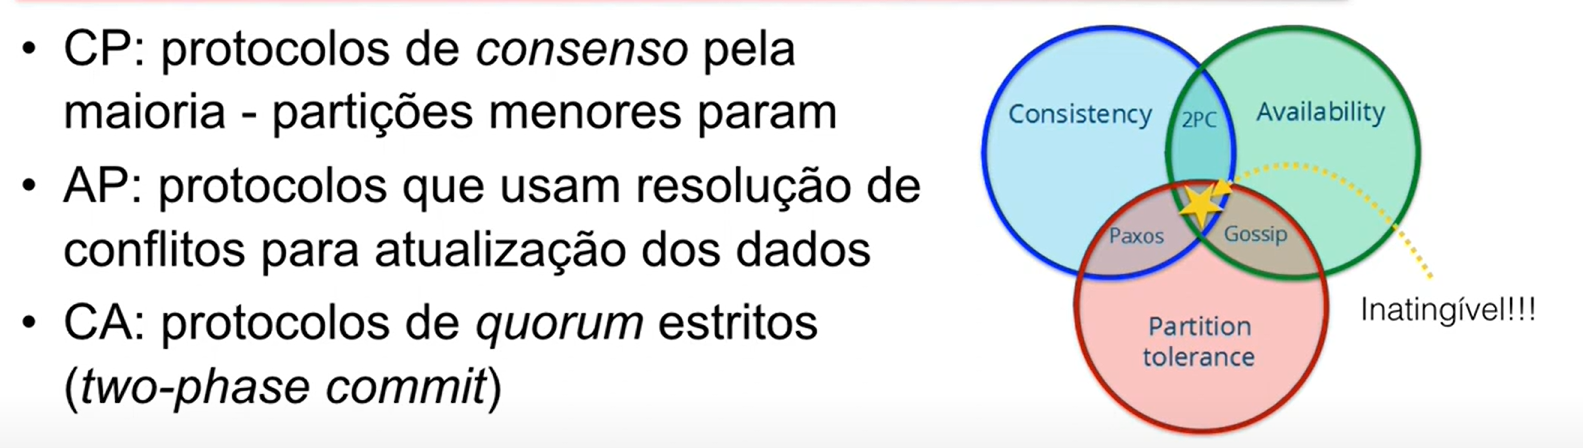 • CP: protocolos de consenso pela
maioria - partições menores param
• AP: protocolos que usam resolução de
conflitos para atualização dos dados
• CA: protocolos de quorum estritos
(two-phase commit)
Consistency
2PC
Availability
Paxos
Gossip
Partition
tolerance
Inatingível!!!